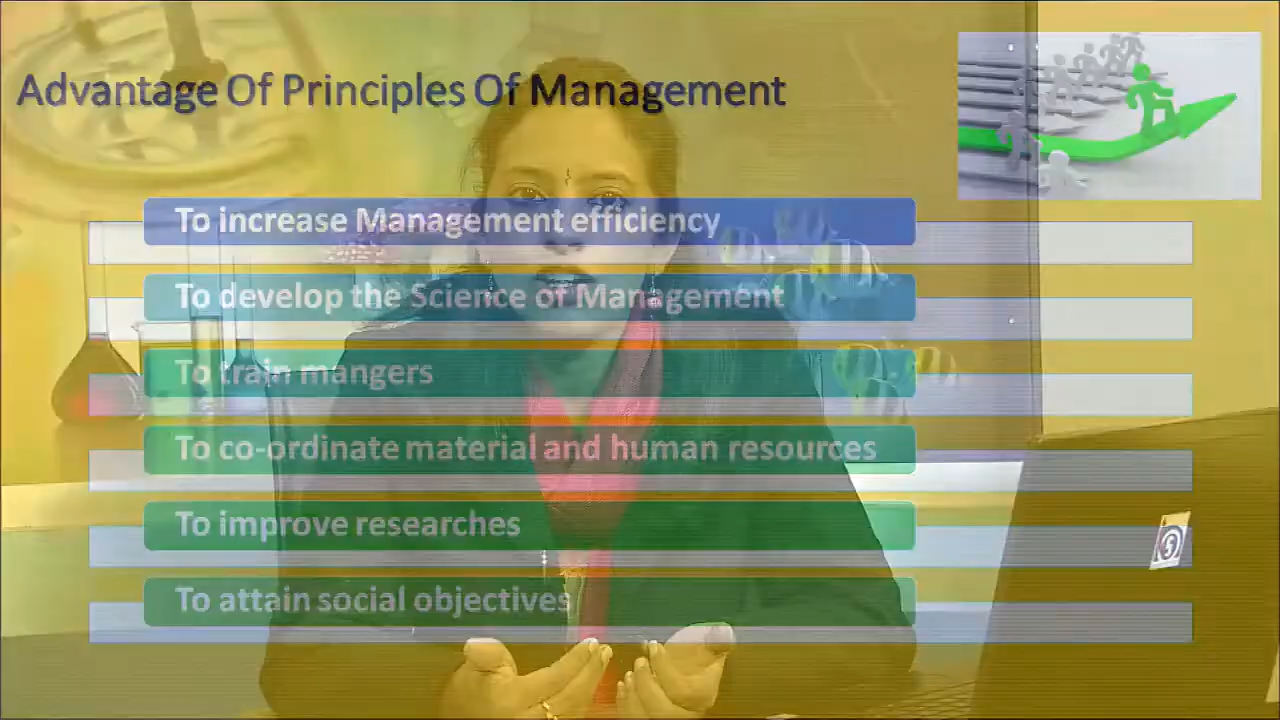 Advantage Of Principles Of Management
To increase Management efficiency
To develop the Science of Management
To train mangers
To co-ordinate material and human resources
To improve researches
To attain social objectives